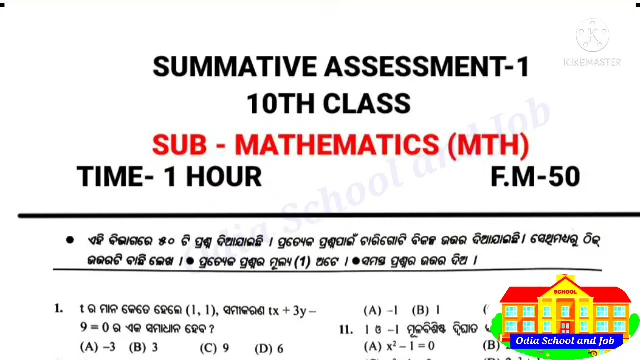 KINEMASTER
SUMMATIVE ASSESSMENT-1
10TH CLASS
SUB - MATHEMATICS (MTH)
TIME- 1 HOUR F.M-50
Odia School and Job
• ଏହି ବିଭାଗରେ ୫୦ ଟି ପ୍ରଶ୍ନ ଦିଆଯାଇଛି । ପ୍ରତ୍ୟେକ ପ୍ରଶ୍ନପାଇଁ ଚାରିଗୋଟି ବିକଳ୍ପ ଉତ୍ତର ଦିଆଯାଇଛି। ସେଥିମଧ୍ୟରୁ ଠିକ୍
ଉତ୍ତରଟି ବାଛି ଲେଖ । • ପ୍ରତ୍ୟେକ ପ୍ରଶ୍ନର ମୂଲ୍ୟ (1) ଅଟେ । • ସମସ୍ତ ପ୍ରଶ୍ନର ଉତ୍ତର ଦିଅ ।
1. t ର ମାନ କେତେ ହେଲେ (1, 1), ସମୀକରଣ tx + 3y –
9 = 0 ର ଏକ ସମାଧାନ ହେବ ?
(A) –3 (B) 3 (C) 9 (D) 6
(A) –1 (B) 1
11. 1 ଓ –1 ମୂଳବିଶିଷ୍ଟ ଦ୍ୱିଘାତ
(A) x² – 1 = 0
SCHOOL
Odia School and Job